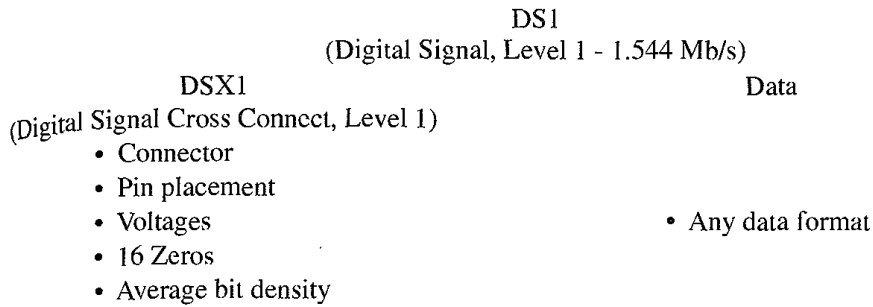 DS1
(Digital Signal, Level 1 - 1.544 Mb/s)
DSX1 Data
(Digital Signal Cross Connect, Level 1)
• Connector
• Pin placement
• Voltages • Any data format
• 16 Zeros
• Average bit density